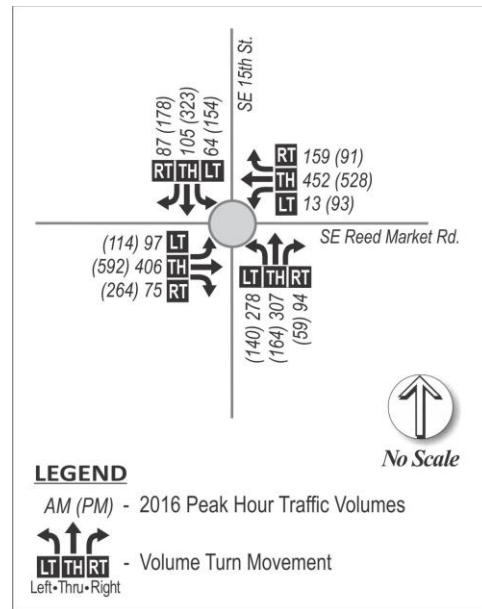 SE 15th St.
87 (178)
105 (323)
64 (154)
RT TH LT
RT 159 (91)
TH 452 (528)
LT 13 (93)
SE Reed Market Rd.
(114) 97 LT
(592) 406 TH
(264) 75 RT
LT TH RT
(140) 278
(164) 307
(59) 94
No Scale
LEGEND
AM (PM) - 2016 Peak Hour Traffic Volumes
LT TH RT - Volume Turn Movement
Left•Thru•Right